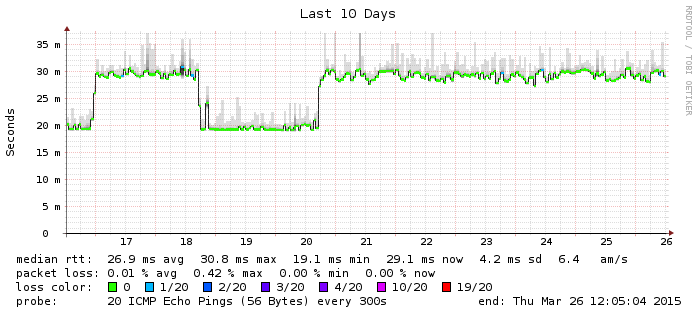 Last 10 Days
RRDTOOL / TOBI OETIKER
Seconds
35 m
30 m
25 m
20 m
15 m
10 m
5 m
0
17 18 19 20 21 22 23 24 25 26
median rtt: 26.9 ms avg 30.8 ms max 19.1 ms min 29.1 ms now 4.2 ms sd 6.4 am/s
packet loss: 0.01 % avg 0.42 % max 0.00 % min 0.00 % now
loss color: 0 1/20 2/20 3/20 4/20 10/20 19/20
probe: 20 ICMP Echo Pings (56 Bytes) every 300s end: Thu Mar 26 12:05:04 2015